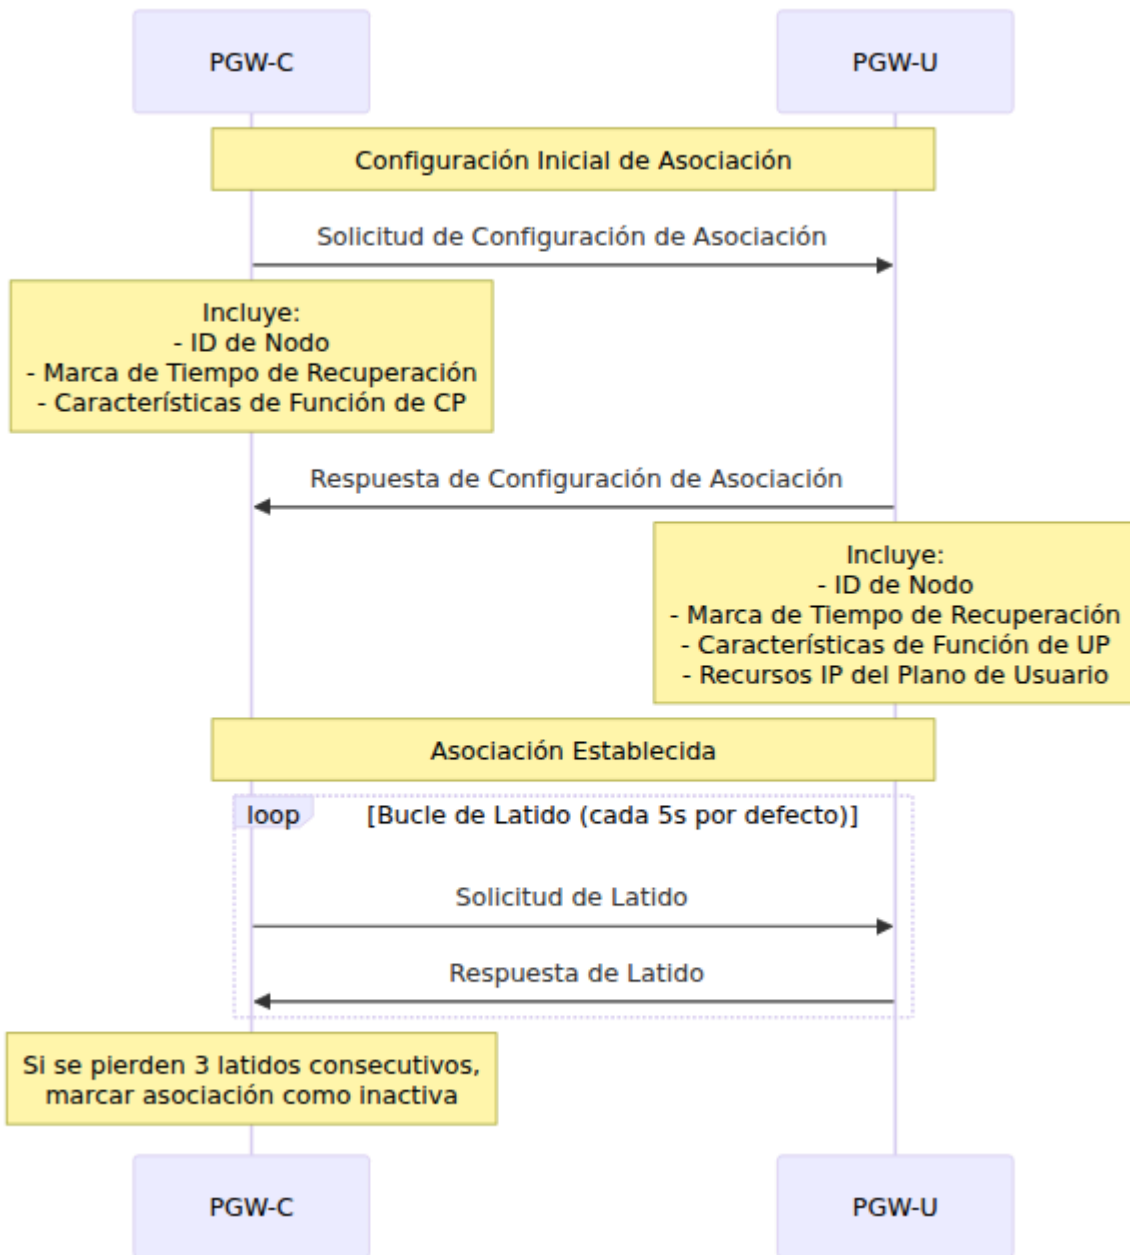 PGW-C
PGW-U
Configuración Inicial de Asociación
Solicitud de Configuración de Asociación
Incluye:
- ID de Nodo
- Marca de Tiempo de Recuperación
- Características de Función de CP
Respuesta de Configuración de Asociación
Incluye:
- ID de Nodo
- Marca de Tiempo de Recuperación
- Características de Función de UP
- Recursos IP del Plano de Usuario
Asociación Establecida
loop
[Bucle de Latido (cada 5s por defecto)]
Solicitud de Latido
Respuesta de Latido
Si se pierden 3 latidos consecutivos,
marcar asociación como inactiva
PGW-C
PGW-U